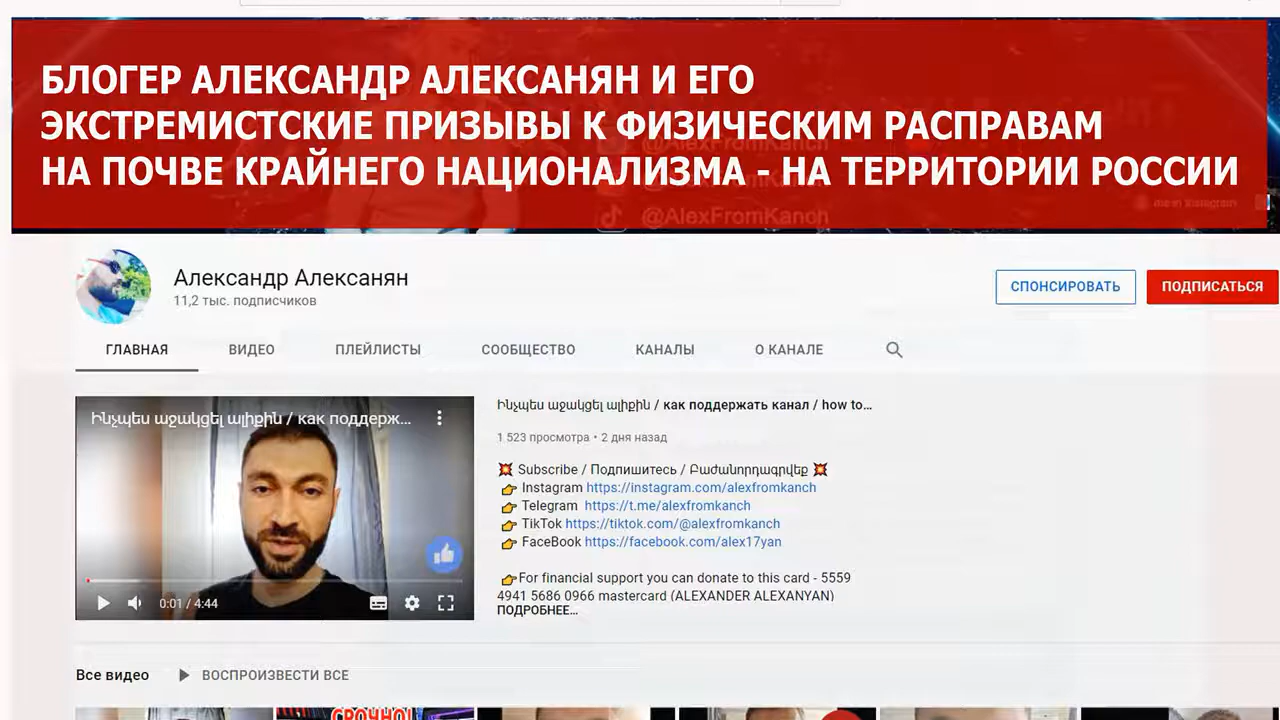 БЛОГЕР АЛЕКСАНДР АЛЕКСАНЯН И ЕГО
ЭКСТРЕМИСТСКИЕ ПРИЗЫВЫ К ФИЗИЧЕСКИМ РАСПРАВАМ
НА ПОЧВЕ КРАЙНЕГО НАЦИОНАЛИЗМА - НА ТЕРРИТОРИИ РОССИИ
@AlexFromKanch
@AlexFromKanch
Александр Алексанян
11,2 тыс. подписчиков
СПОНСИРОВАТЬ
ПОДПИСАТЬСЯ
ГЛАВНАЯ ВИДЕО ПЛЕЙЛИСТЫ СООБЩЕСТВО КАНАЛЫ О КАНАЛЕ
Ինչպես աջակցել ալիքին / как поддерж...
0:01 / 4:44
Ինչպես աջակցել ալիքին / как поддержать канал / how to...
1 523 просмотра • 2 дня назад
💥 Subscribe / Подпишитесь / Բաժանորդագրվեք 💥
👉 Instagram https://instagram.com/alexfromkanch
👉 Telegram https://t.me/alexfromkanch
👉 TikTok https://tiktok.com/@alexfromkanch
👉 FaceBook https://facebook.com/alex17yan
👉For financial support you can donate to this card - 5559
4941 5686 0966 mastercard (ALEXANDER ALEXANYAN)
ПОДРОБНЕЕ...
Все видео ВОСПРОИЗВЕСТИ ВСЕ
СРОЧНО!